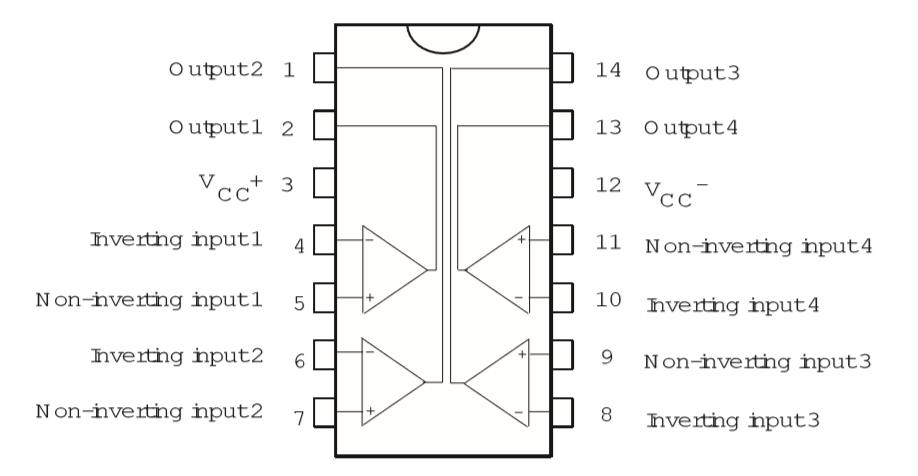 Output2 1
Output1 2
VCC+ 3
Inverting input1 4
Non-inverting input1 5
Inverting input2 6
Non-inverting input2 7
14 Output3
13 Output4
12 VCC−
11 Non-inverting input4
10 Inverting input4
9 Non-inverting input3
8 Inverting input3
− +
+ −
− +
+ −